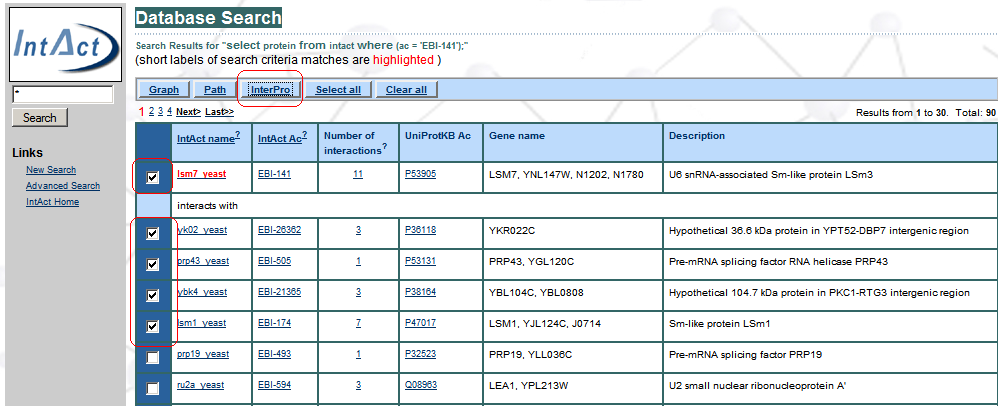 IntAct
Database Search
Search Results for "select protein from intact where (ac = 'EBI-141');"
(short labels of search criteria matches are highlighted )
*
Search
Links
New Search
Advanced Search
IntAct Home
Graph Path InterPro Select all Clear all
1 2 3 4 Next> Last>> Results from 1 to 30. Total: 90
IntAct name? IntAct Ac? Number of interactions? UniProtKB Ac Gene name Description
lsm7_yeast EBI-141 11 P53905 LSM7, YNL147W, N1202, N1780 U6 snRNA-associated Sm-like protein LSm3
interacts with
yk02_yeast EBI-26362 3 P36118 YKR022C Hypothetical 36.6 kDa protein in YPT52-DBP7 intergenic region
prp43_yeast EBI-505 1 P53131 PRP43, YGL120C Pre-mRNA splicing factor RNA helicase PRP43
ybk4_yeast EBI-21365 3 P38164 YBL104C, YBL0808 Hypothetical 104.7 kDa protein in PKC1-RTG3 intergenic region
lsm1_yeast EBI-174 7 P47017 LSM1, YJL124C, J0714 Sm-like protein LSm1
prp19_yeast EBI-493 1 P32523 PRP19, YLL036C Pre-mRNA splicing factor PRP19
ru2a_yeast EBI-594 3 Q08963 LEA1, YPL213W U2 small nuclear ribonucleoprotein A'